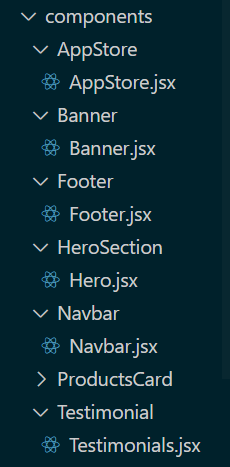 components
AppStore
AppStore.jsx
Banner
Banner.jsx
Footer
Footer.jsx
HeroSection
Hero.jsx
Navbar
Navbar.jsx
ProductsCard
Testimonial
Testimonials.jsx